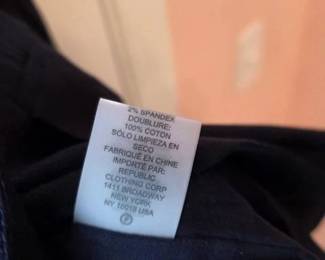 2% SPANDEX
DOUBLURE:
100% COTON
SÓLO LIMPIEZA EN
SECO
FABRIQUÉ EN CHINE
IMPORTÉ PAR:
REPUBLIC
CLOTHING CORP
1411 BROADWAY
NEW YORK
NY 10018 USA